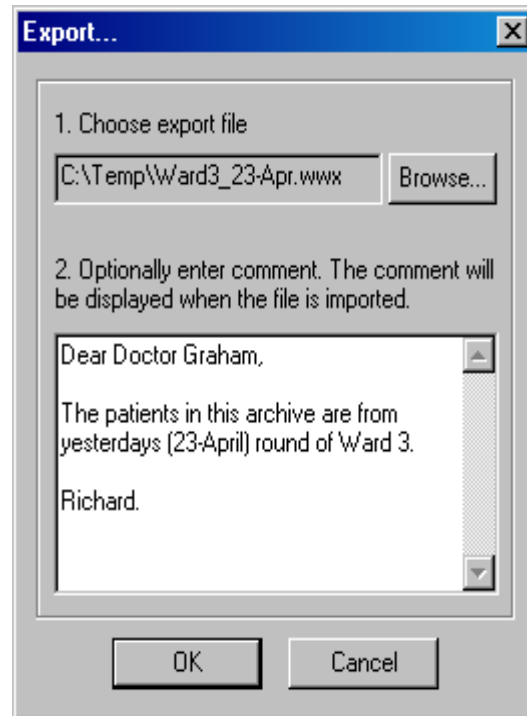 Export...
1. Choose export file
C:\Temp\Ward3_23-Apr.wwx
Browse...
2. Optionally enter comment. The comment will
be displayed when the file is imported.
Dear Doctor Graham,
The patients in this archive are from
yesterdays (23-April) round of Ward 3.
Richard.
OK
Cancel